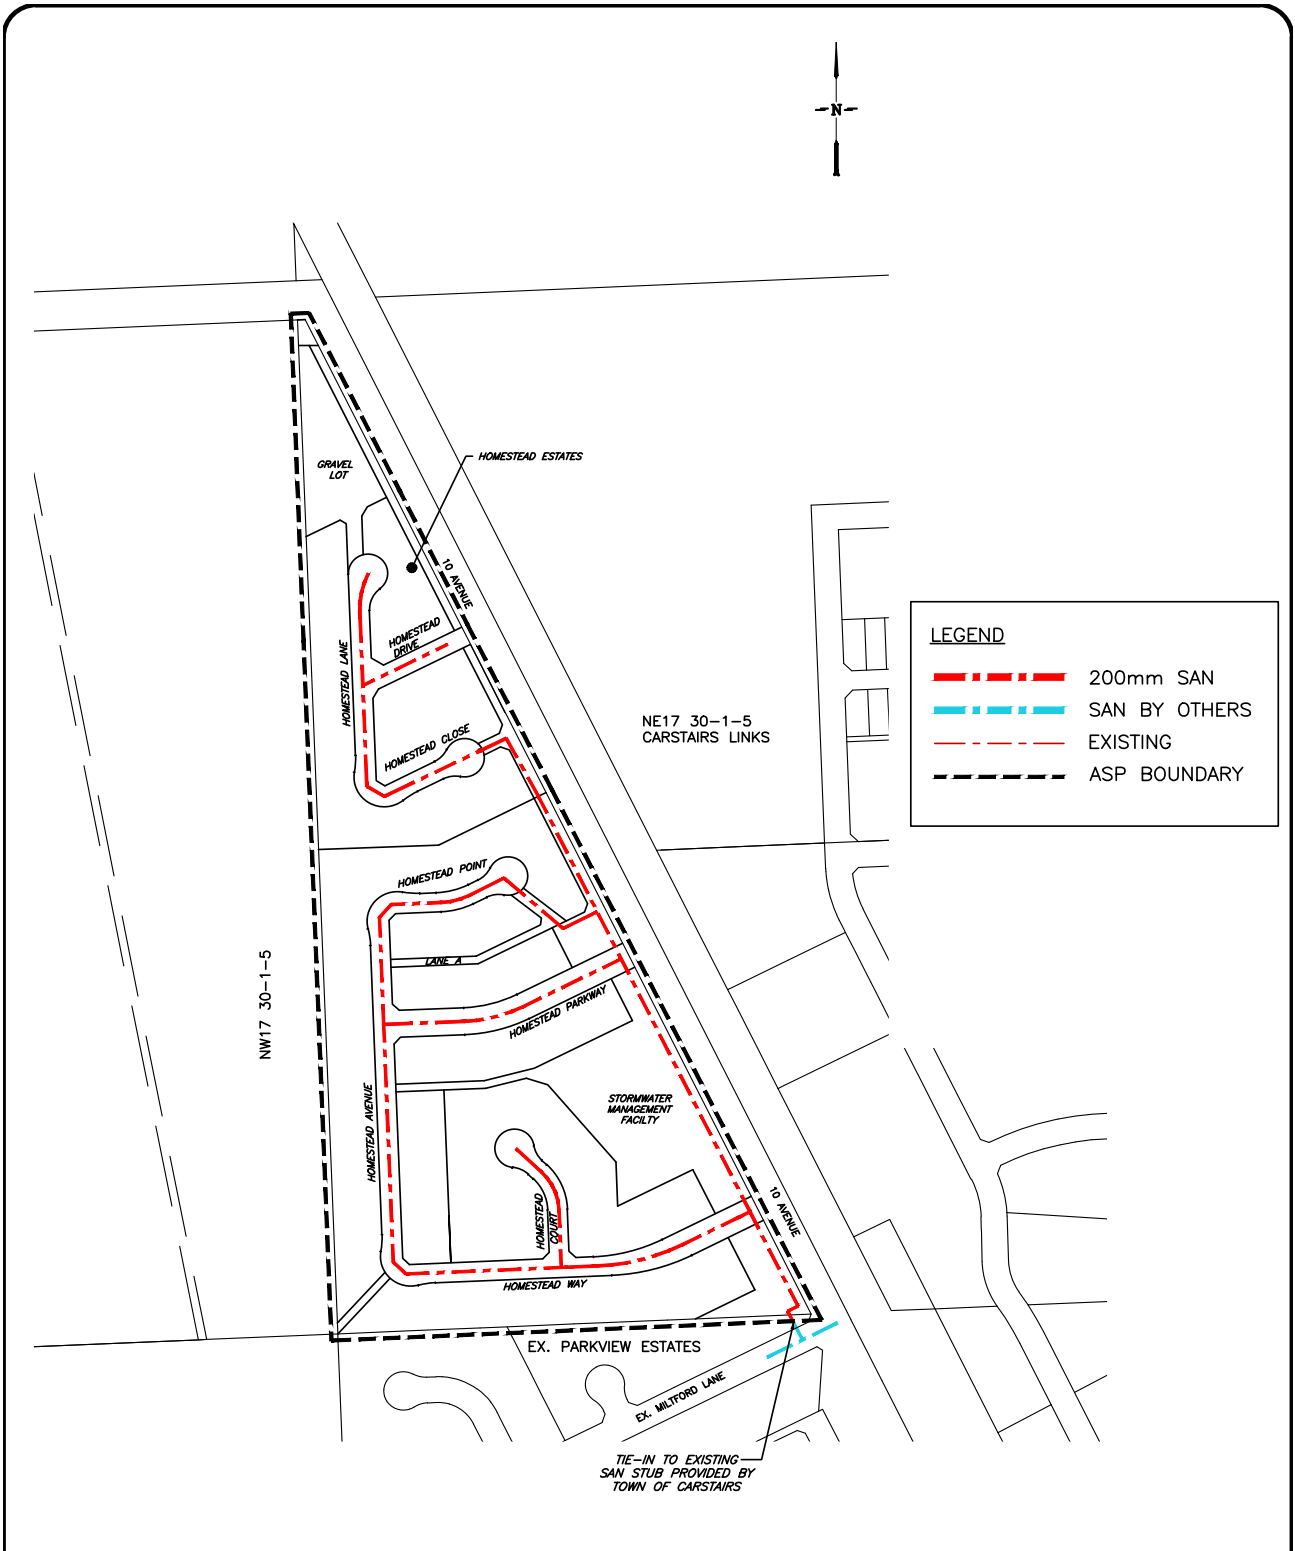 N
HOMESTEAD ESTATES
GRAVEL
LOT
10 AVENUE
HOMESTEAD
DRIVE
HOMESTEAD LANE
LEGEND
200mm SAN
SAN BY OTHERS
EXISTING
ASP BOUNDARY
NE17 30-1-5
CARSTAIRS LINKS
HOMESTEAD CLOSE
HOMESTEAD POINT
LANE A
NW17 30-1-5
HOMESTEAD PARKWAY
HOMESTEAD AVENUE
STORMWATER
MANAGEMENT
FACILTY
HOMESTEAD
COURT
10 AVENUE
HOMESTEAD WAY
EX. PARKVIEW ESTATES
EX. MILTFORD LANE
TIE-IN TO EXISTING
SAN STUB PROVIDED BY
TOWN OF CARSTAIRS